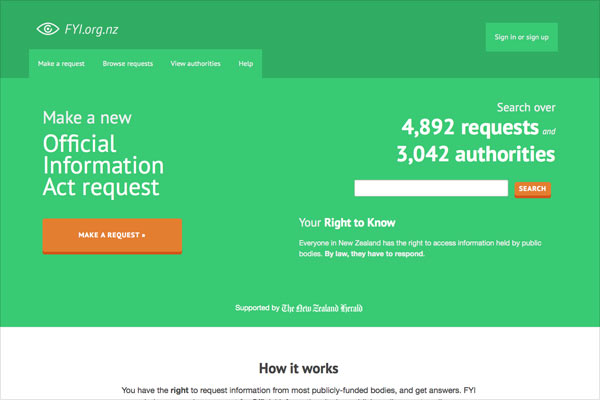 FYI.org.nz
Sign in or sign up
Make a request
Browse requests
View authorities
Help
Make a new
Official
Information
Act request
MAKE A REQUEST »
Search over
4,892 requests and
3,042 authorities
SEARCH
Your Right to Know
Everyone in New Zealand has the right to access information held by public
bodies. By law, they have to respond.
Supported by The New Zealand Herald
How it works
You have the right to request information from most publicly-funded bodies, and get answers. FYI